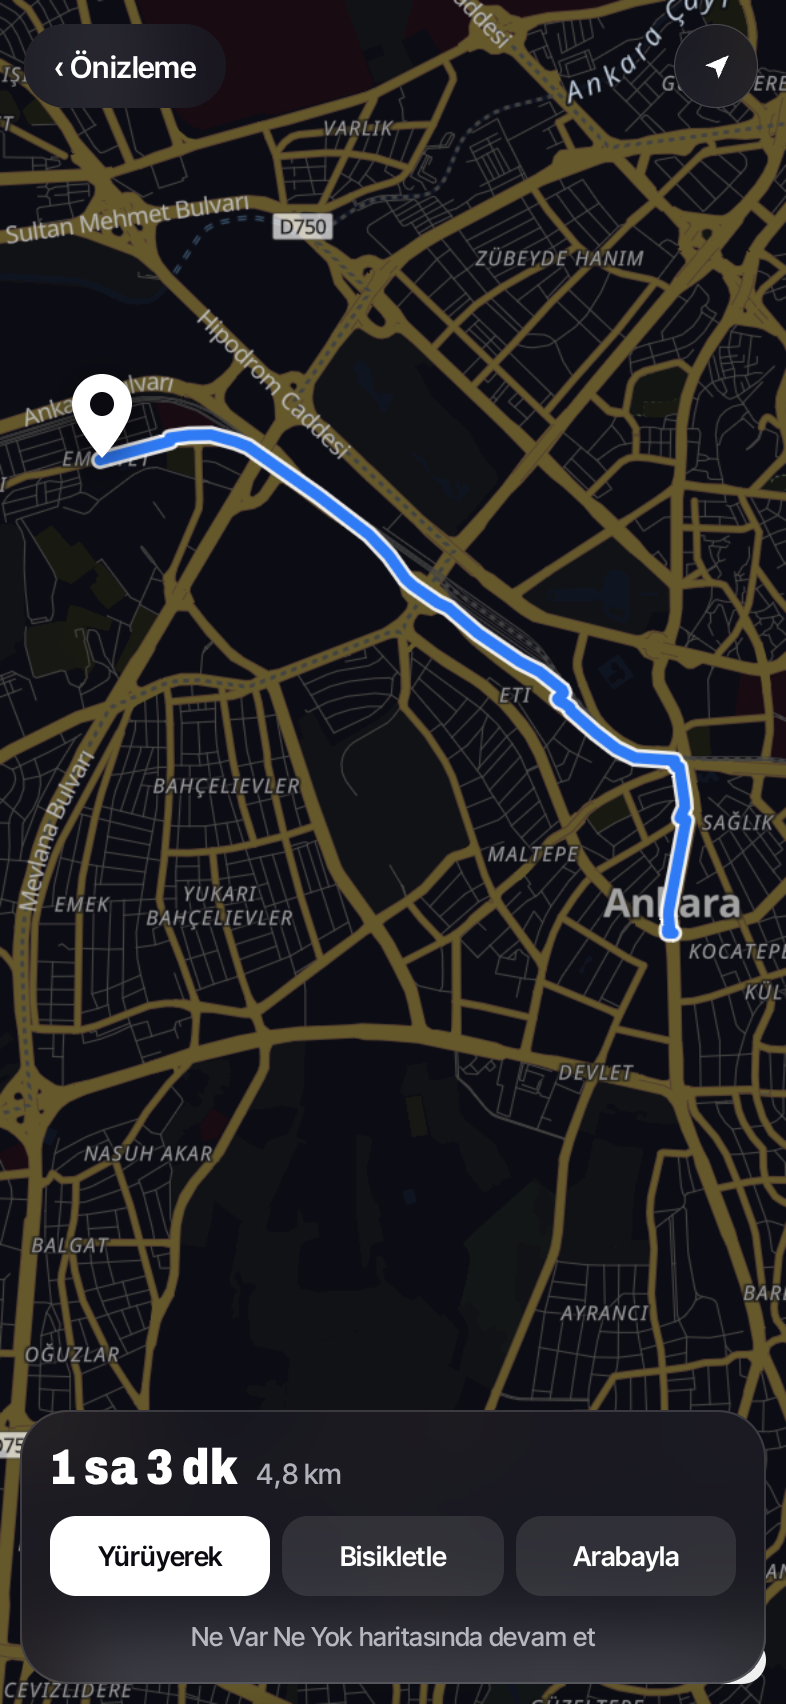 Caddesi
‹ Önizleme
Ankara Çayı
VARLIK
Sultan Mehmet Bulvarı
D750
ZÜBEYDE HANIM
Hipodrom Caddesi
ETI
BAHÇELIEVLER
Mevlana Bulvarı
SAĞLIK
MALTEPE
YUKARI
BAHÇELIEVLER
EMEK
Ankara
KOCATEPE
DEVLET
NASUH AKAR
BALGAT
AYRANCI
OĞUZLAR
1 sa 3 dk 4,8 km
Yürüyerek
Bisikletle
Arabayla
Ne Var Ne Yok haritasında devam et
CEVIZLIDERE